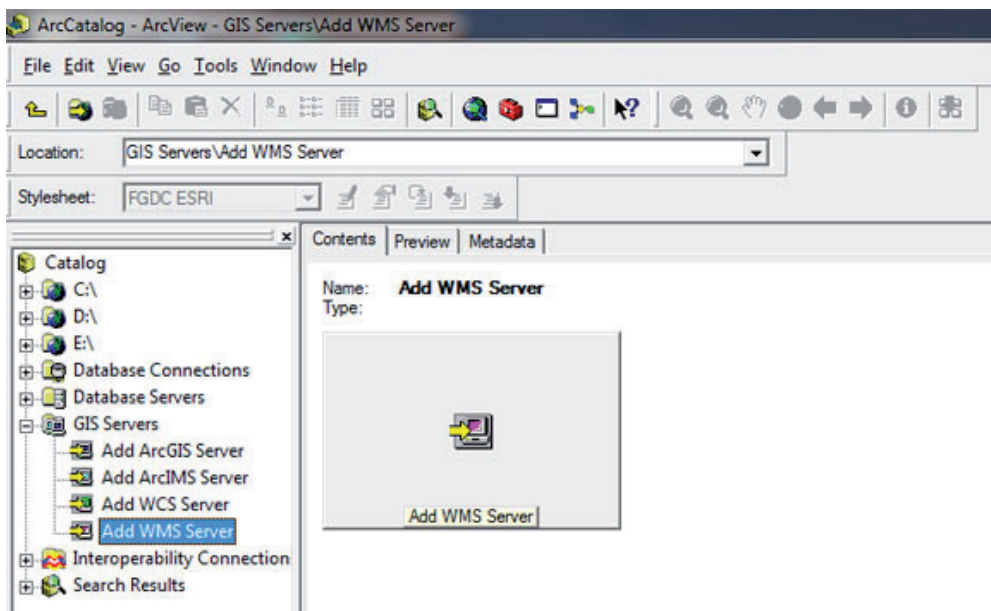 ArcCatalog - ArcView - GIS Servers\Add WMS Server
File Edit View Go Tools Window Help
Location: GIS Servers\Add WMS Server
Stylesheet: FGDC ESRI
Contents Preview Metadata
Catalog
C:\
D:\
E:\
Database Connections
Database Servers
GIS Servers
Add ArcGIS Server
Add ArcIMS Server
Add WCS Server
Add WMS Server
Interoperability Connection
Search Results
Name: Add WMS Server
Type:
Add WMS Server